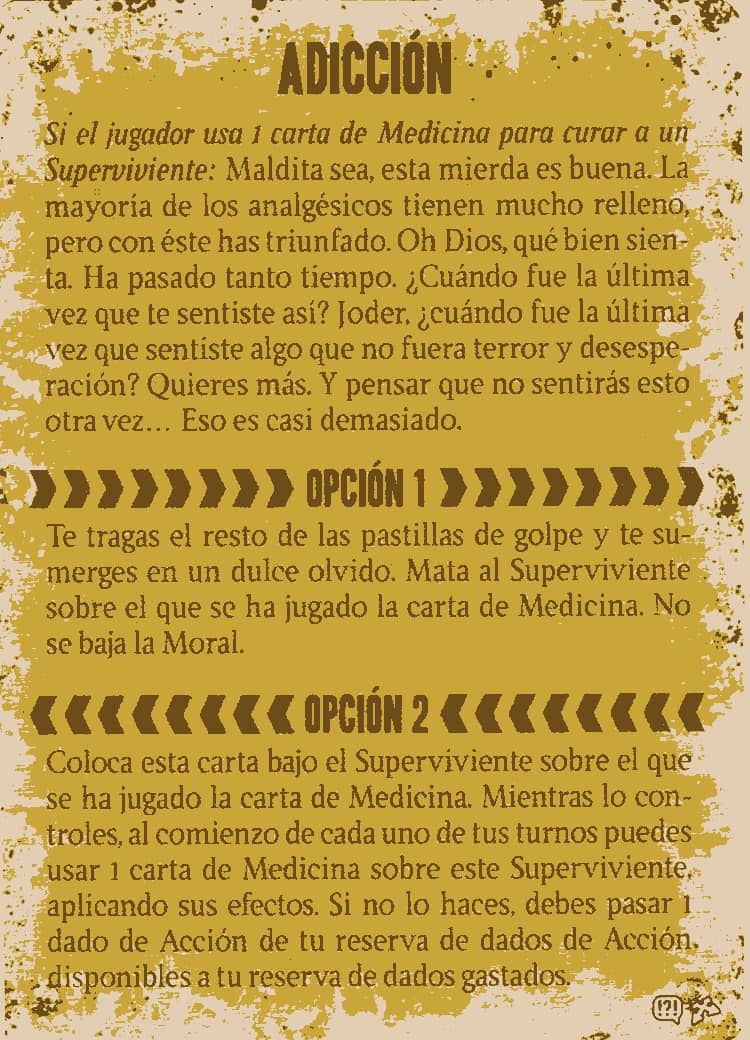 ADICCIÓN
Si el jugador usa 1 carta de Medicina para curar a un
Superviviente: Maldita sea, esta mierda es buena. La
mayoría de los analgésicos tienen mucho relleno,
pero con éste has triunfado. Oh Dios, qué bien sien-
ta. Ha pasado tanto tiempo. ¿Cuándo fue la última
vez que te sentiste así? Joder, ¿cuándo fue la última
vez que sentiste algo que no fuera terror y desespe-
ración? Quieres más. Y pensar que no sentirás esto
otra vez... Eso es casi demasiado.
OPCIÓN 1
Te tragas el resto de las pastillas de golpe y te su-
merges en un dulce olvido. Mata al Superviviente
sobre el que se ha jugado la carta de Medicina. No
se baja la Moral.
OPCIÓN 2
Coloca esta carta bajo el Superviviente sobre el que
se ha jugado la carta de Medicina. Mientras lo con-
troles, al comienzo de cada uno de tus turnos puedes
usar 1 carta de Medicina sobre este Superviviente,
aplicando sus efectos. Si no lo haces, debes pasar 1
dado de Acción de tu reserva de dados de Acción
disponibles a tu reserva de dados gastados.
!?!